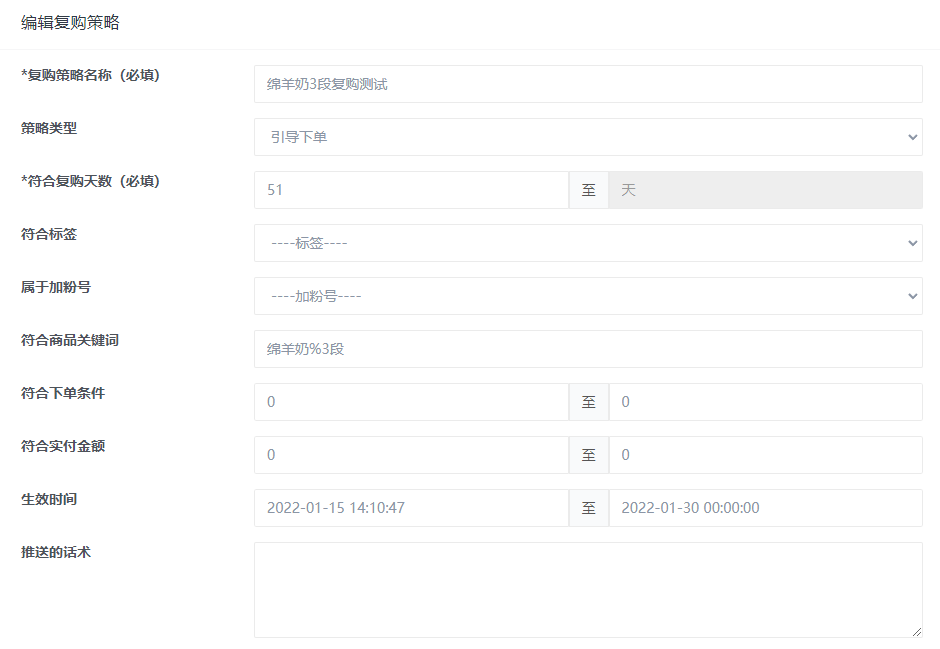 编辑复购策略
*复购策略名称（必填）
绵羊奶3段复购测试
策略类型
引导下单
*符合复购天数（必填）
51 至 天
符合标签
----标签----
属于加粉号
----加粉号----
符合商品关键词
绵羊奶%3段
符合下单条件
0 至 0
符合实付金额
0 至 0
生效时间
2022-01-15 14:10:47 至 2022-01-30 00:00:00
推送的话术